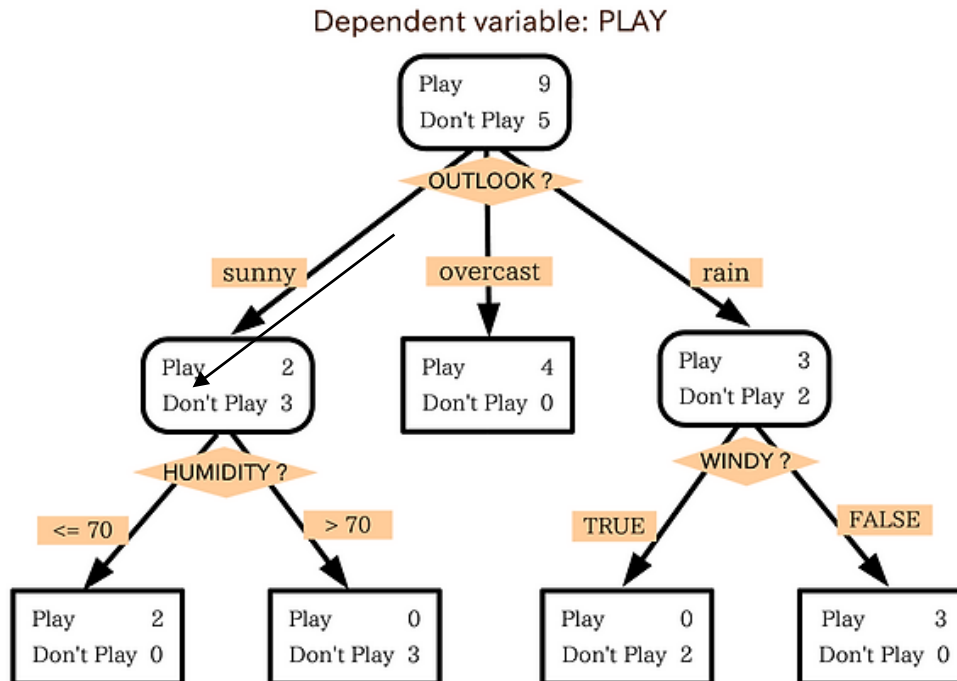 Dependent variable: PLAY
Play 9
Don't Play 5
OUTLOOK ?
sunny
overcast
rain
Play 2
Don't Play 3
Play 4
Don't Play 0
Play 3
Don't Play 2
HUMIDITY ?
WINDY ?
<= 70
> 70
TRUE
FALSE
Play 2
Don't Play 0
Play 0
Don't Play 3
Play 0
Don't Play 2
Play 3
Don't Play 0